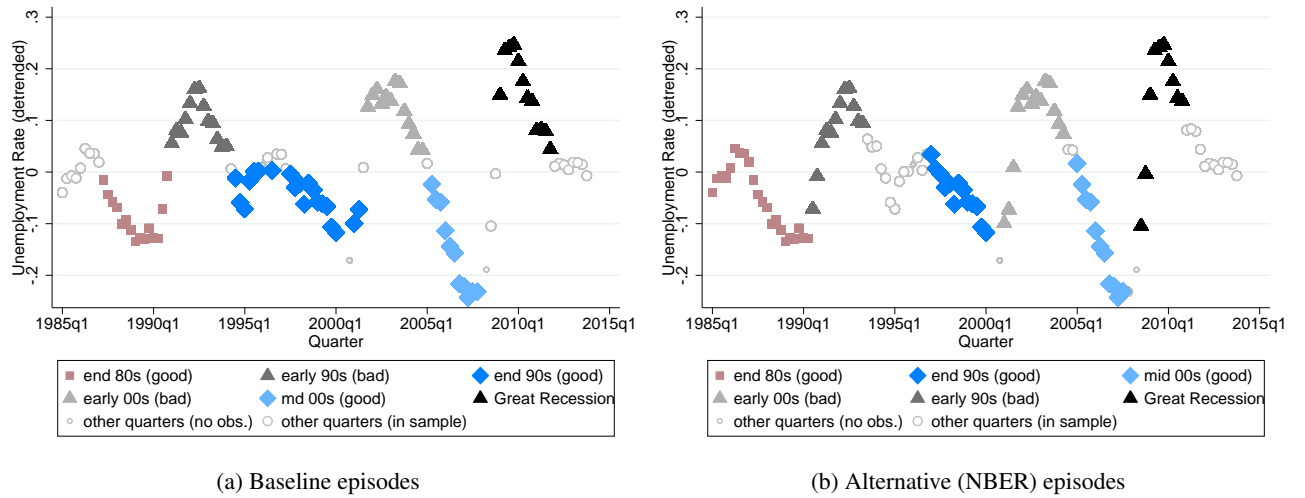 Unemployment Rate (detrended)
.3
.2
.1
0
-.1
-.2
1985q1 1990q1 1995q1 2000q1 2005q1 2010q1 2015q1
Quarter
end 80s (good) early 90s (bad) end 90s (good)
early 00s (bad) md 00s (good) Great Recession
other quarters (no obs.) other quarters (in sample)
(a) Baseline episodes
Unemployment Rate (detrended)
.3
.2
.1
0
-.1
-.2
1985q1 1990q1 1995q1 2000q1 2005q1 2010q1 2015q1
Quarter
end 80s (good) end 90s (good) mid 00s (good)
early 00s (bad) early 90s (bad) Great Recession
other quarters (no obs.) other quarters (in sample)
(b) Alternative (NBER) episodes